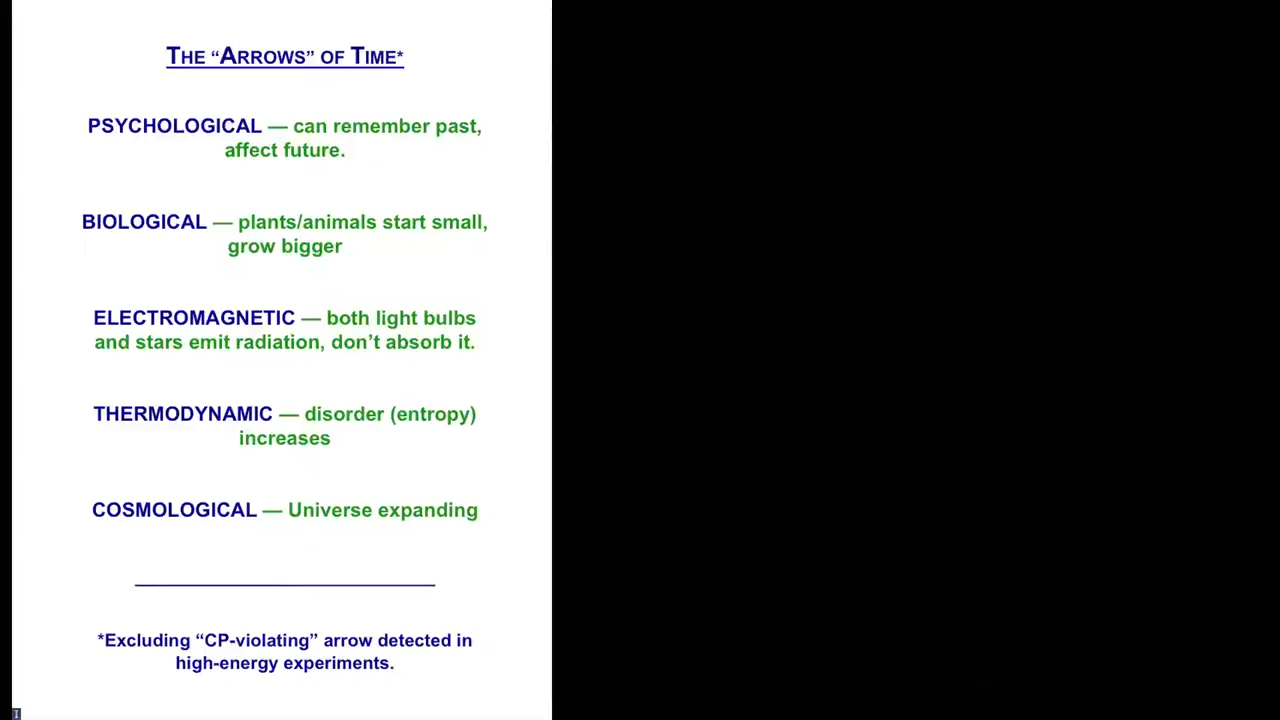 THE “ARROWS” OF TIME*
PSYCHOLOGICAL — can remember past,
affect future.
BIOLOGICAL — plants/animals start small,
grow bigger
ELECTROMAGNETIC — both light bulbs
and stars emit radiation, don’t absorb it.
THERMODYNAMIC — disorder (entropy)
increases
COSMOLOGICAL — Universe expanding
*Excluding “CP-violating” arrow detected in
high-energy experiments.